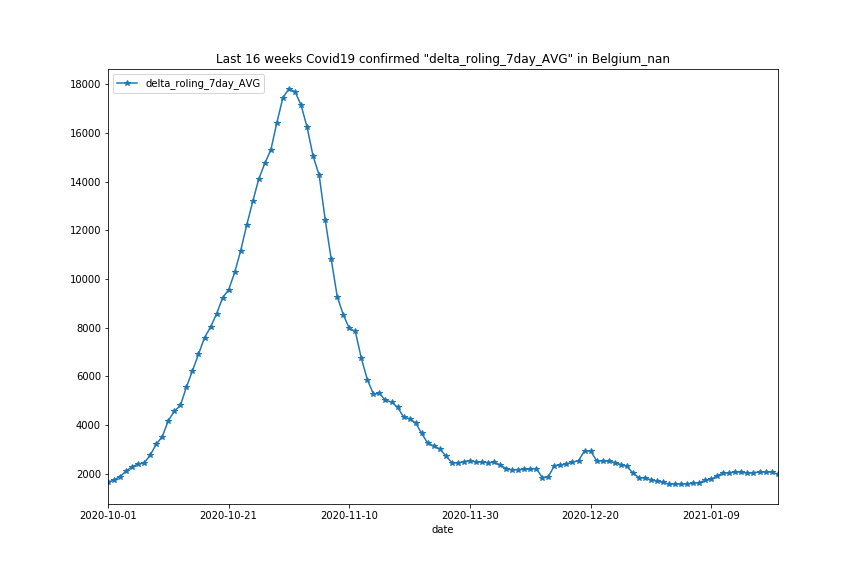 Last 16 weeks Covid19 confirmed "delta_roling_7day_AVG" in Belgium_nan
delta_roling_7day_AVG
18000
16000
14000
12000
10000
8000
6000
4000
2000
2020-10-01 2020-10-21 2020-11-10 2020-11-30 2020-12-20 2021-01-09
date